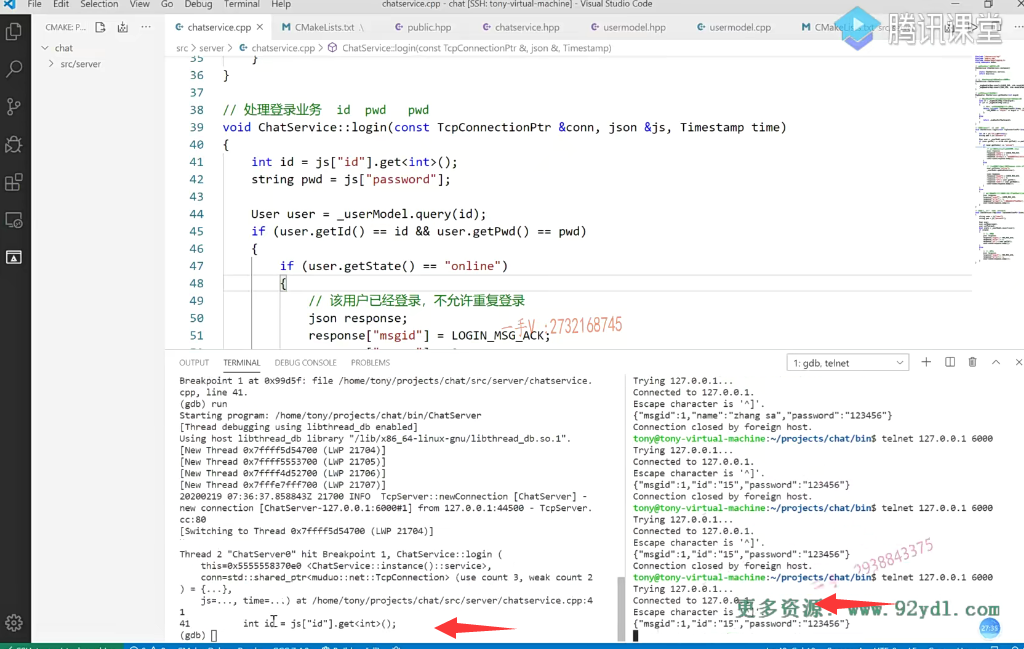 File Edit Selection View Go Debug Terminal Help
chatservice.cpp - chat [SSH: tony-virtual-machine] - Visual Studio Code
CMAKE: P...
chatservice.cpp
CMakeLists.txt
public.hpp
chatservice.hpp
usermodel.hpp
usermodel.cpp
CMakeLists.txt
腾讯课堂
chat
src/server
src > server > chatservice.cpp > ChatService::login(const TcpConnectionPtr &, json &, Timestamp)
35 }
36 }
37
38 // 处理登录业务 id pwd pwd
39 void ChatService::login(const TcpConnectionPtr &conn, json &js, Timestamp time)
40 {
41 int id = js["id"].get<int>();
42 string pwd = js["password"];
43
44 User user = _userModel.query(id);
45 if (user.getId() == id && user.getPwd() == pwd)
46 {
47 if (user.getState() == "online")
48 {
49 // 该用户已经登录，不允许重复登录
50 json response;
51 response["msgid"] = LOGIN_MSG_ACK;
一手V :2732168745
OUTPUT TERMINAL DEBUG CONSOLE PROBLEMS
1: gdb, telnet
Breakpoint 1 at 0x99d5f: file /home/tony/projects/chat/src/server/chatservice.
cpp, line 41.
(gdb) run
Starting program: /home/tony/projects/chat/bin/ChatServer
[Thread debugging using libthread_db enabled]
Using host libthread_db library "/lib/x86_64-linux-gnu/libthread_db.so.1".
[New Thread 0x7ffff5d54700 (LWP 21704)]
[New Thread 0x7ffff5553700 (LWP 21705)]
[New Thread 0x7ffff4d52700 (LWP 21706)]
[New Thread 0x7fffe7fff700 (LWP 21707)]
20200219 07:36:37.858843Z 21700 INFO TcpServer::newConnection [ChatServer] -
new connection [ChatServer-127.0.0.1:6000#1] from 127.0.0.1:44500 - TcpServer.
cc:80
[Switching to Thread 0x7ffff5d54700 (LWP 21704)]
Thread 2 "ChatServer0" hit Breakpoint 1, ChatService::login (
this=0x5555558370e0 <ChatService::instance()::service>,
conn=std::shared_ptr<muduo::net::TcpConnection> (use count 3, weak count 2
) = {...},
js=..., time=...) at /home/tony/projects/chat/src/server/chatservice.cpp:4
1
41 int id = js["id"].get<int>();
(gdb)
Trying 127.0.0.1...
Connected to 127.0.0.1.
Escape character is '^]'.
{"msgid":1,"name":"zhang sa","password":"123456"}
Connection closed by foreign host.
tony@tony-virtual-machine:~/projects/chat/bin$ telnet 127.0.0.1 6000
Trying 127.0.0.1...
Connected to 127.0.0.1.
Escape character is '^]'.
{"msgid":1,"id":"15","password":"123456"}
Connection closed by foreign host.
tony@tony-virtual-machine:~/projects/chat/bin$ telnet 127.0.0.1 6000
Trying 127.0.0.1...
Connected to 127.0.0.1.
Escape character is '^]'.
{"msgid":1,"id":"15","password":"123456"}
Connection closed by foreign host.
tony@tony-virtual-machine:~/projects/chat/bin$ telnet 127.0.0.1 6000
Trying 127.0.0.1...
Connected to 127.0.0.1.
Escape character is
{"msgid":1,"id":"15","password":"123456"}
2938843375
更多资源：www.92ydl.com
27:35